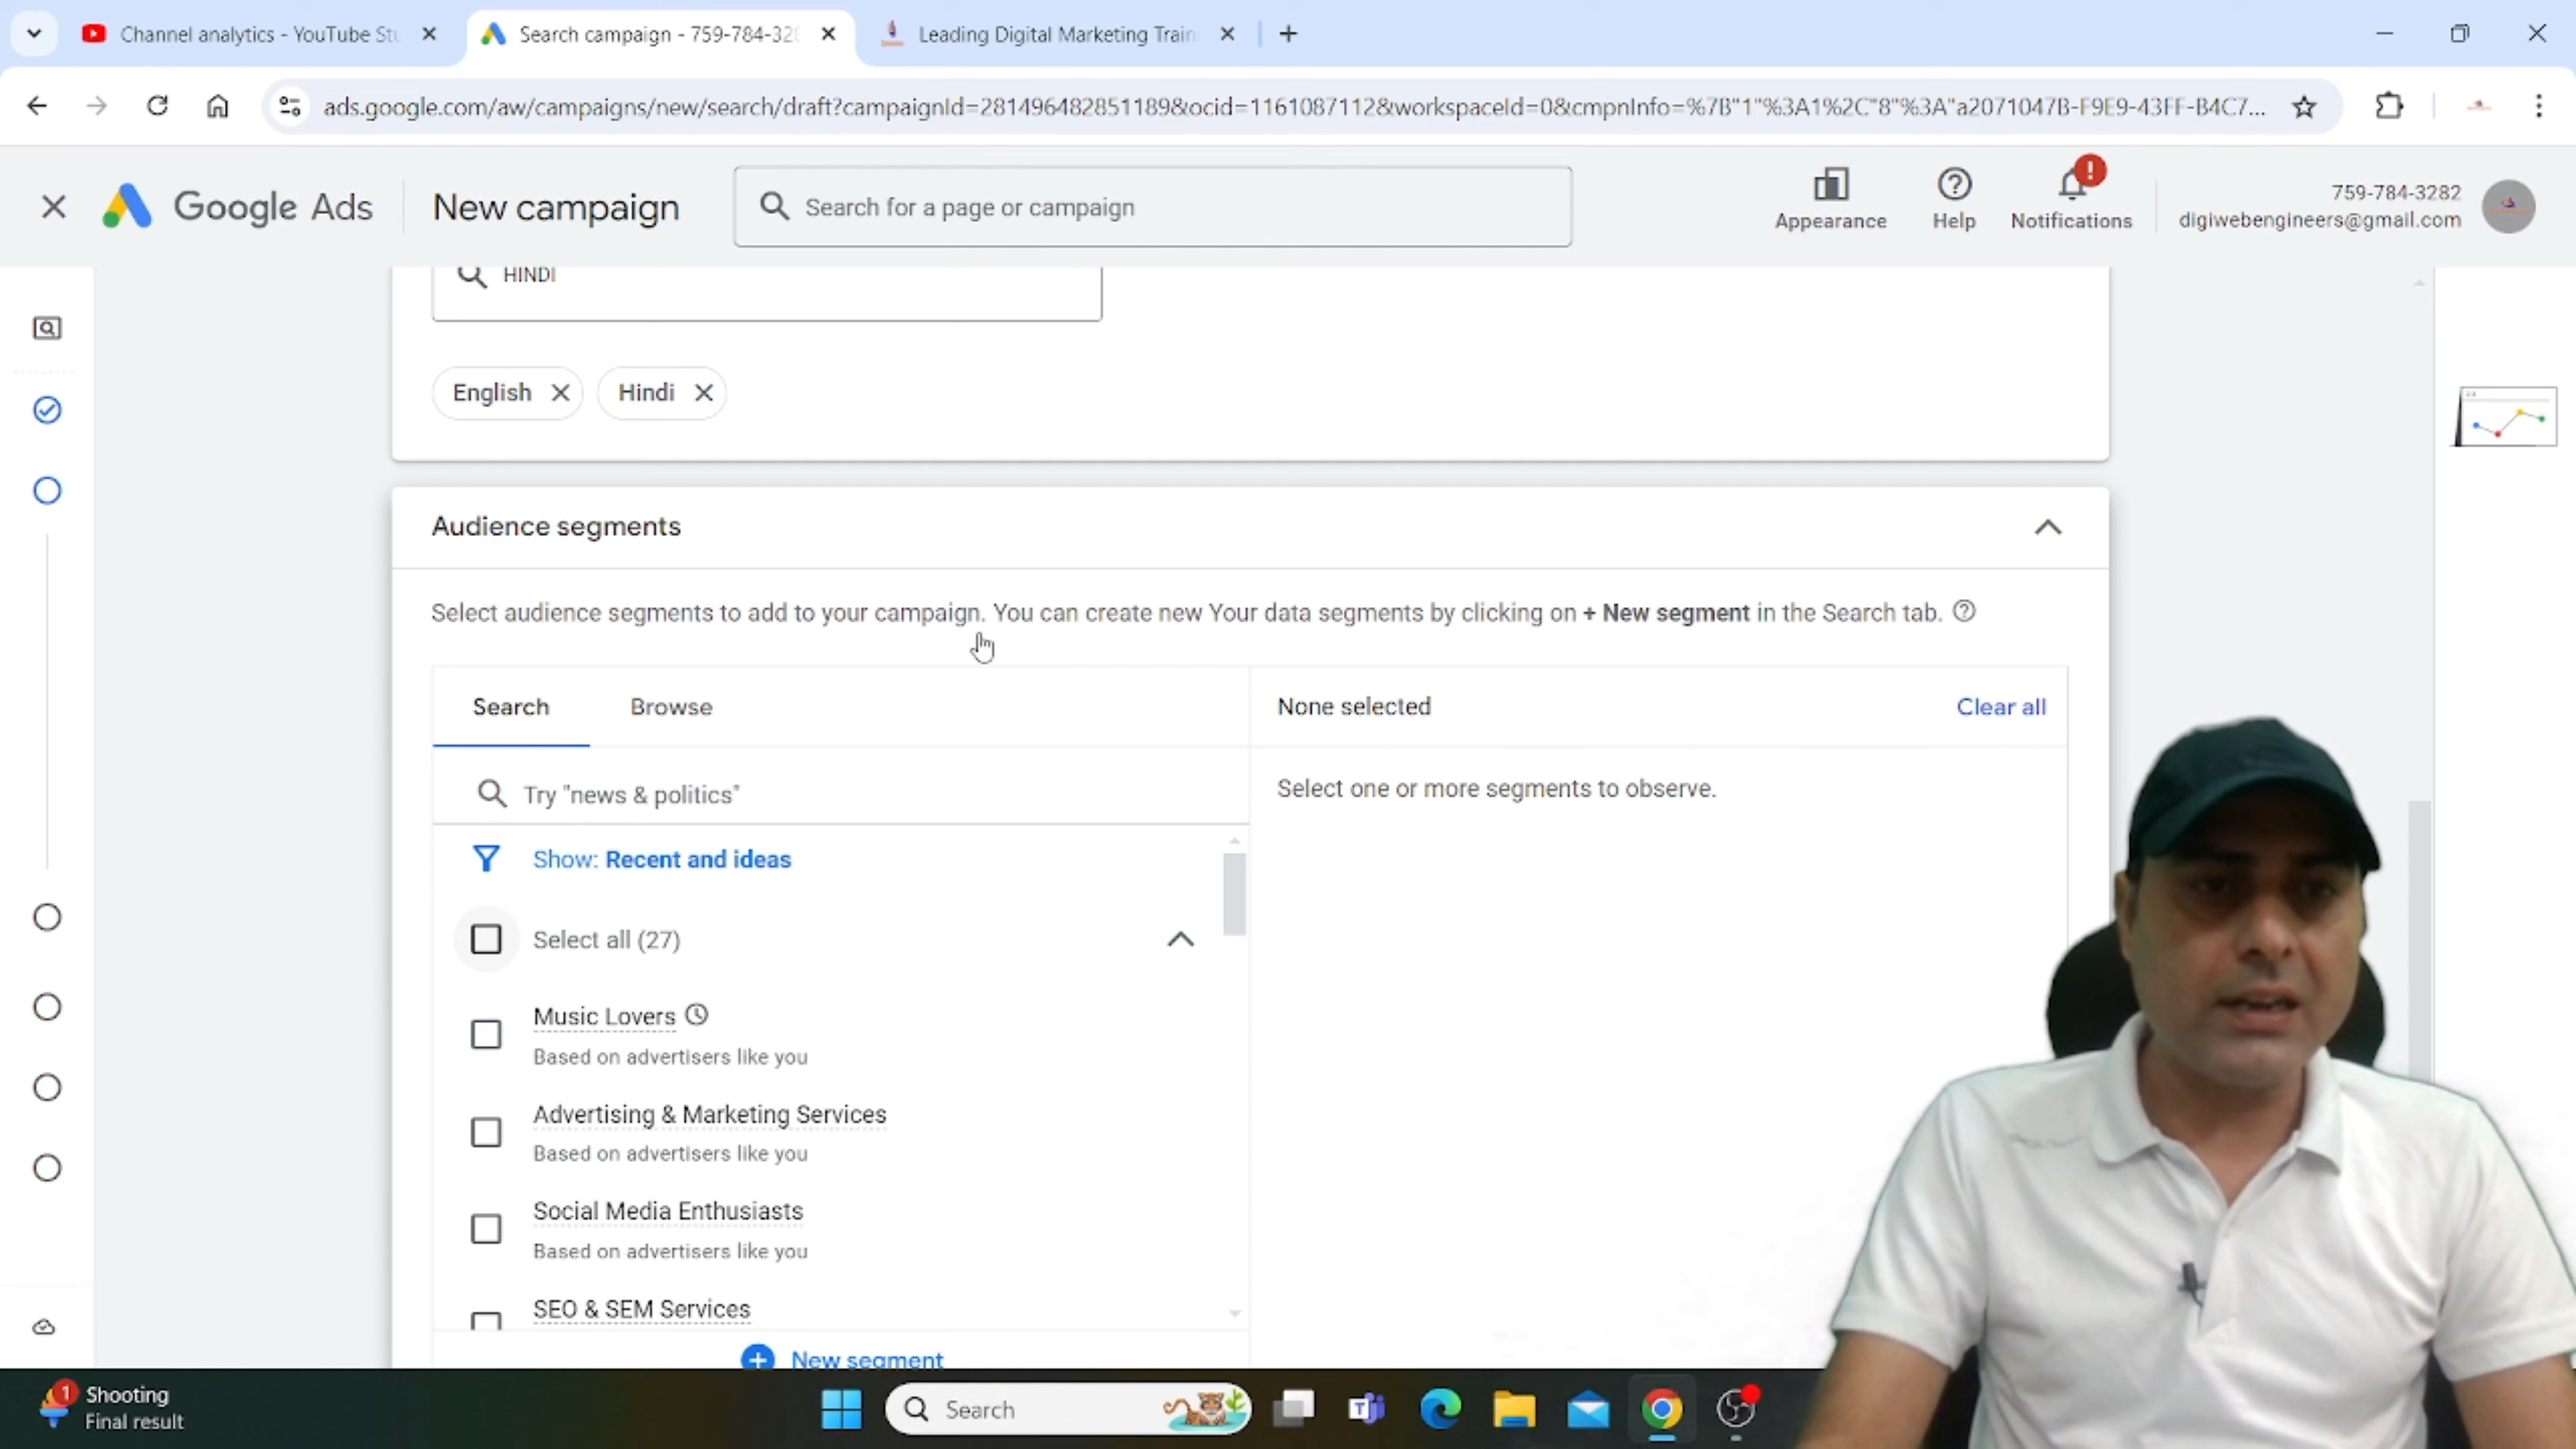 Channel analytics - YouTube Stu
Search campaign - 759-784-328
Leading Digital Marketing Train
ads.google.com/aw/campaigns/new/search/draft?campaignId=281496482851189&ocid=1161087112&workspaceId=0&cmpnInfo=%7B"1"%3A1%2C"8"%3A"a2071047B-F9E9-43FF-B4C7...
Google Ads
New campaign
Search for a page or campaign
Appearance
Help
!
Notifications
759-784-3282
digiwebengineers@gmail.com
HINDI
English
Hindi
Audience segments
Select audience segments to add to your campaign. You can create new Your data segments by clicking on + New segment in the Search tab.
Search
Browse
None selected
Clear all
Try "news & politics"
Select one or more segments to observe.
Show: Recent and ideas
Select all (27)
Music Lovers
Based on advertisers like you
Advertising & Marketing Services
Based on advertisers like you
Social Media Enthusiasts
Based on advertisers like you
SEO & SEM Services
New segment
1
Shooting
Final result
Search